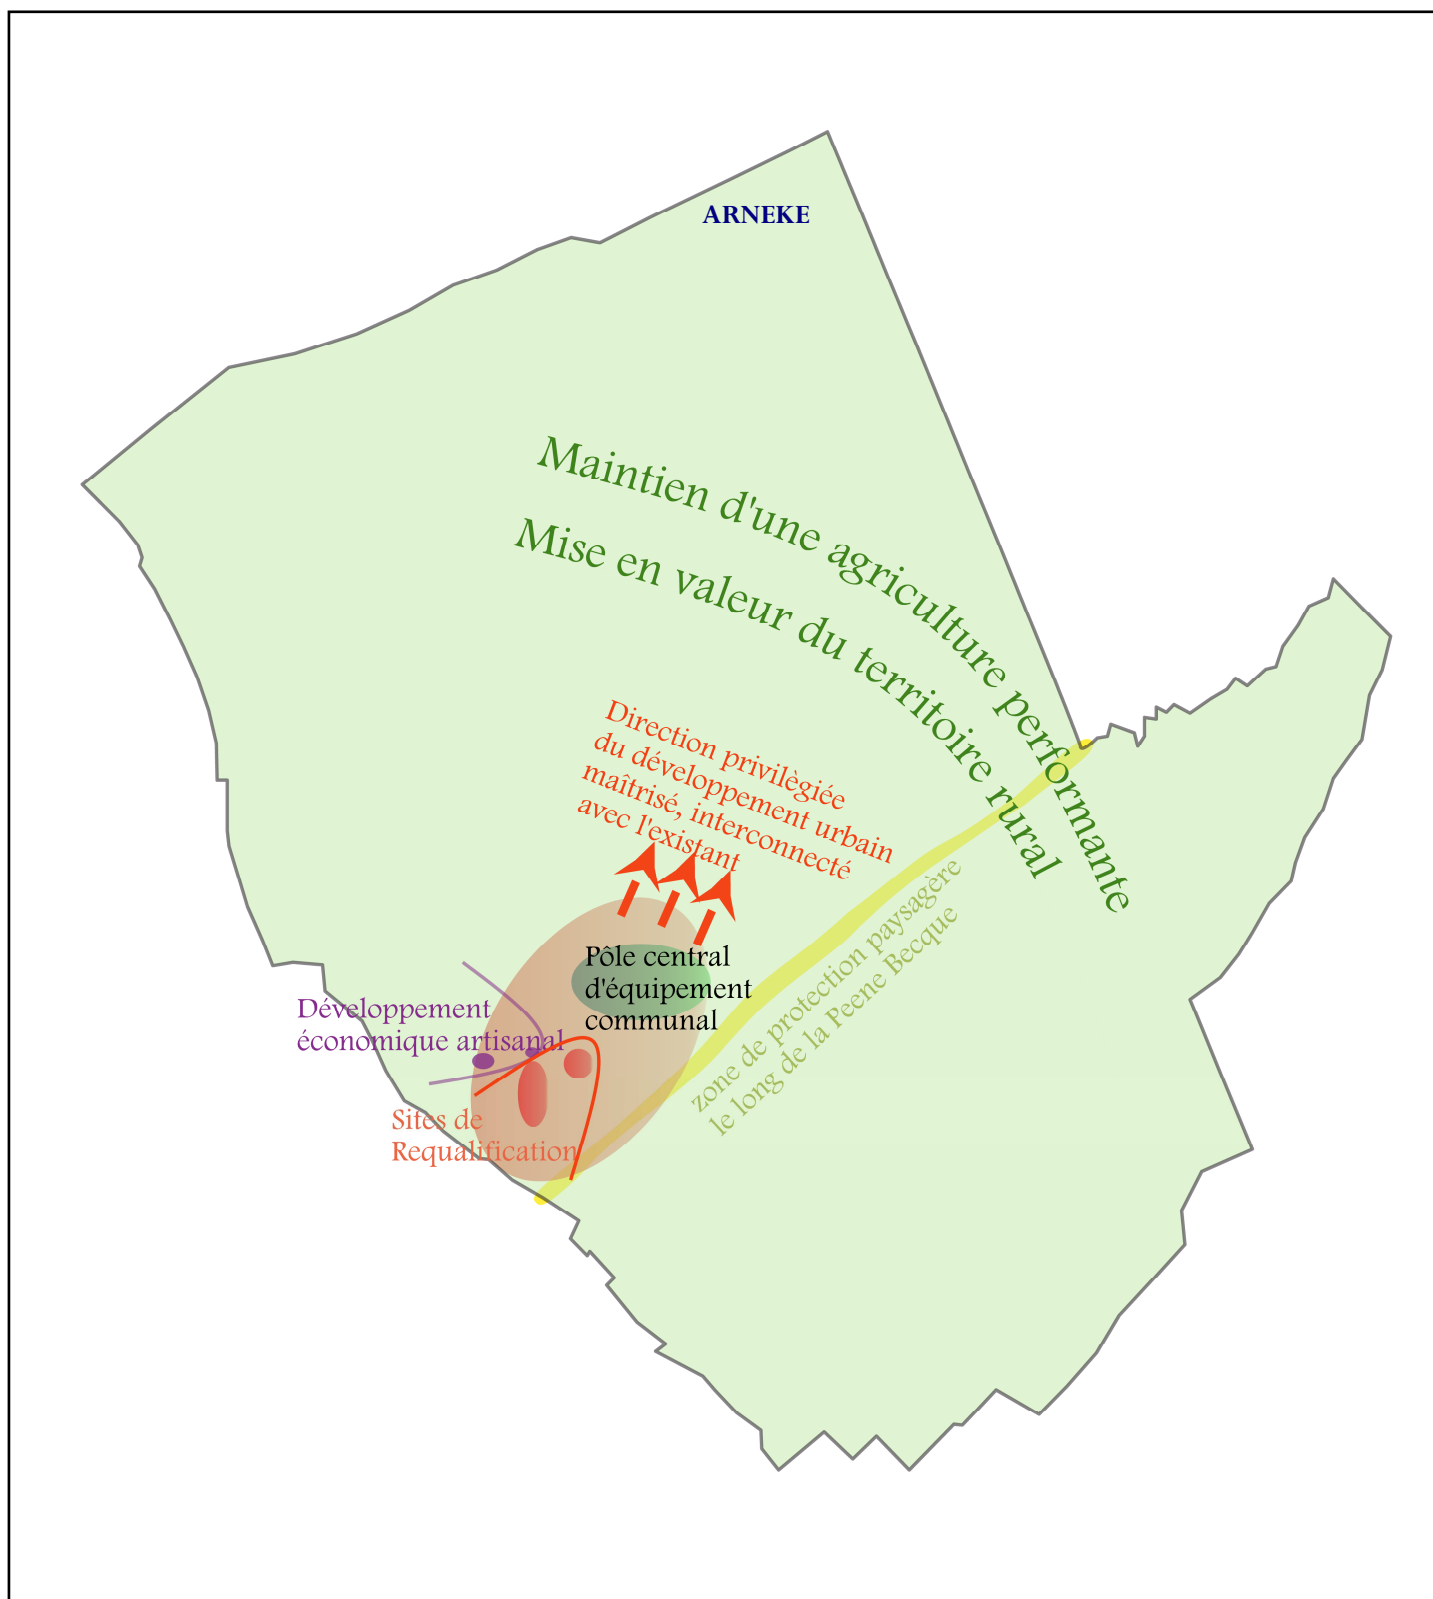 ARNEKE
Maintien d'une agriculture performante
Mise en valeur du territoire rural
Direction privilègiée
du développement urbain
maîtrisé, interconnecté
avec l'existant
zone de protection paysagère
le long de la Peene Becque
Pôle central
d'équipement
communal
Développement
économique artisanal
Sites de
Requalification